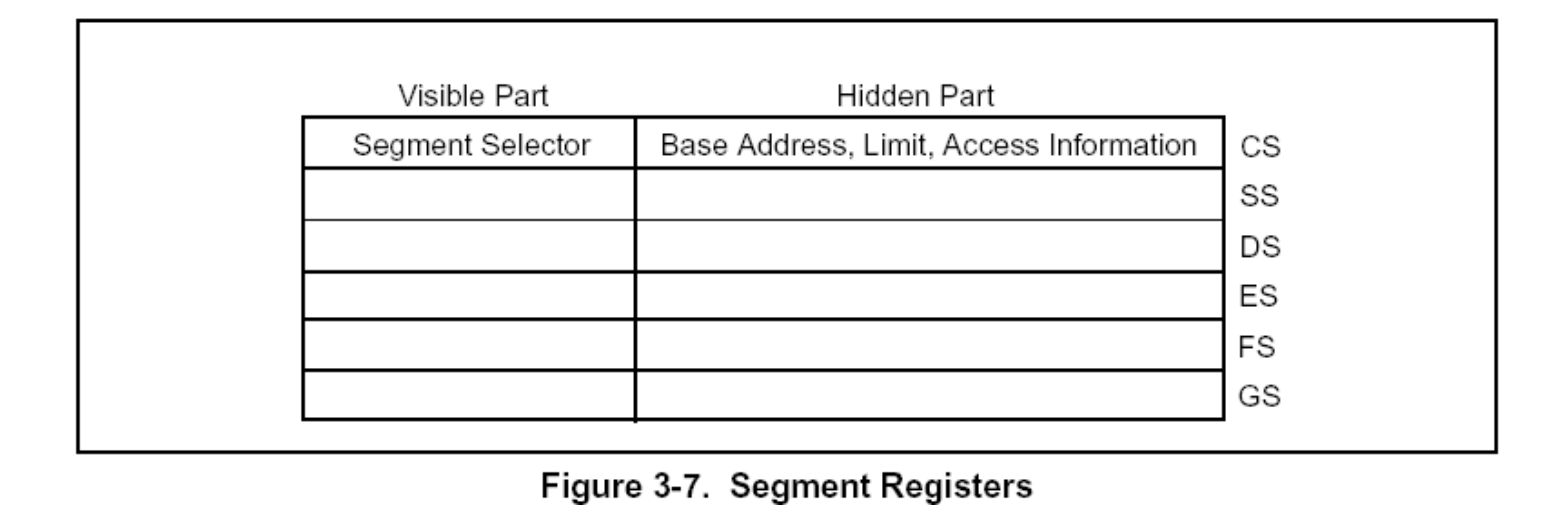 Visible Part Hidden Part
Segment Selector Base Address, Limit, Access Information CS
SS
DS
ES
FS
GS
Figure 3-7. Segment Registers